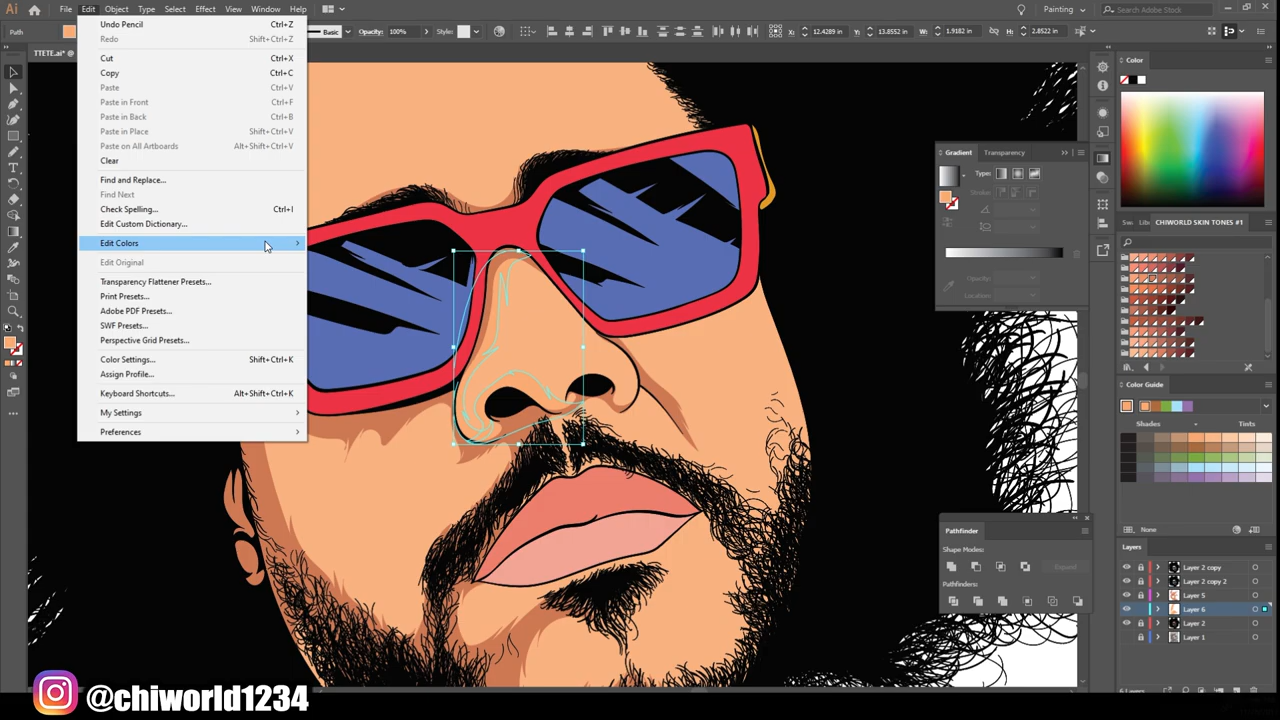 Ai File Edit Object Type Select Effect View Window Help
Painting
Search Adobe Stock
Path
Basic
Opacity: 100%
Style:
X: 12.4289 in
Y: 13.8552 in
W: 1.9182 in
H: 2.8522 in
TTETE.ai* @
Undo Pencil Ctrl+Z
Redo Shift+Ctrl+Z
Cut Ctrl+X
Copy Ctrl+C
Paste Ctrl+V
Paste in Front Ctrl+F
Paste in Back Ctrl+B
Paste in Place Shift+Ctrl+V
Paste on All Artboards Alt+Shift+Ctrl+V
Clear
Find and Replace...
Find Next
Check Spelling... Ctrl+I
Edit Custom Dictionary...
Edit Colors
Edit Original
Transparency Flattener Presets...
Print Presets...
Adobe PDF Presets...
SWF Presets...
Perspective Grid Presets...
Color Settings... Shift+Ctrl+K
Assign Profile...
Keyboard Shortcuts... Alt+Shift+Ctrl+K
My Settings
Preferences
Gradient Transparency
Type:
Stroke:
Opacity:
Location:
Pathfinder
Shape Modes:
Expand
Pathfinders:
Color
Sw Lib CHIWORLD SKIN TONES #1
Color Guide
Shades Tints
None
Layers
Layer 2 copy
Layer 2 copy 2
Layer 5
Layer 6
Layer 2
Layer 1
6 Layers
@chiworld1234